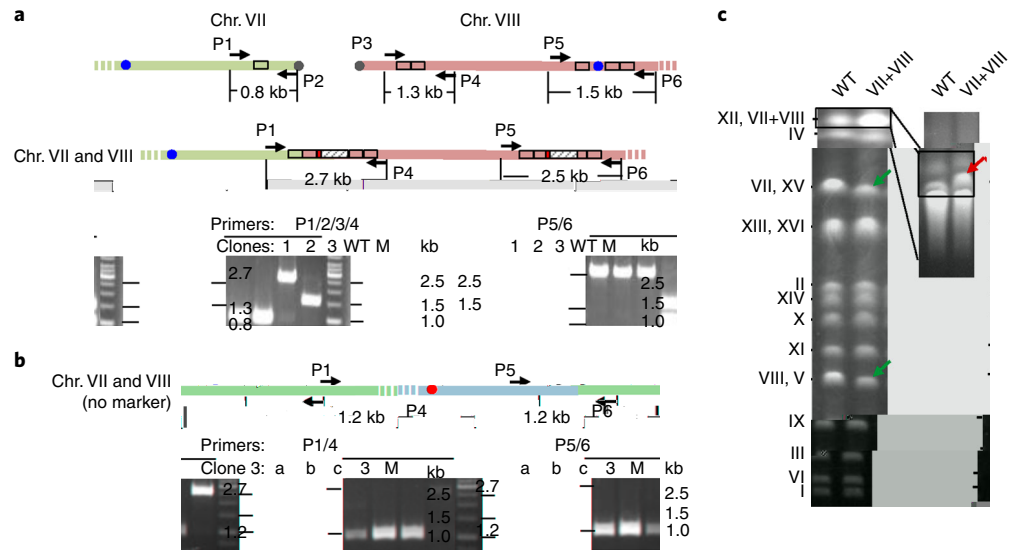 a
Chr. VII
Chr. VIII
P1
P2
P3
P4
P5
P6
0.8 kb
1.3 kb
1.5 kb
Chr. VII and VIII
P1
P4
P5
P6
2.7 kb
2.5 kb
Primers: P1/2/3/4
P5/6
Clones: 1 2 3 WT M kb
1 2 3 WT M kb
2.7
1.3
0.8
2.5 2.5
1.5 1.5
1.0
2.5
1.5
1.0
b
Chr. VII and VIII
(no marker)
P1
P4
P5
P6
1.2 kb
1.2 kb
Primers: P1/4
P5/6
Clone 3: a b c 3 M kb
a b c 3 M kb
2.7
1.2
2.5
1.5
1.0
2.7
1.2
2.5
1.5
1.0
c
WT VII+VIII
WT VII+VIII
XII, VII+VIII
IV
VII, XV
XIII, XVI
II
XIV
X
XI
VIII, V
IX
III
VI
I